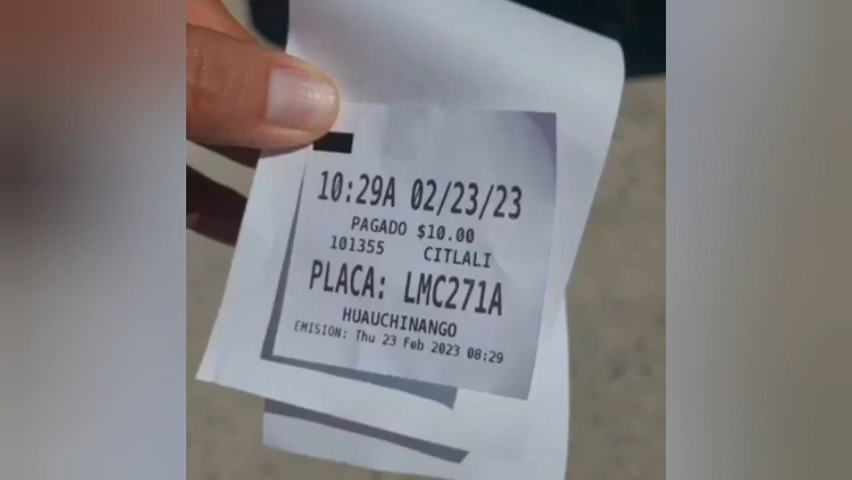 10:29A 02/23/23
PAGADO $10.00
101355 CITLALI
PLACA: LMC271A
HUAUCHINANGO
EMISION: Thu 23 Feb 2023 08:29